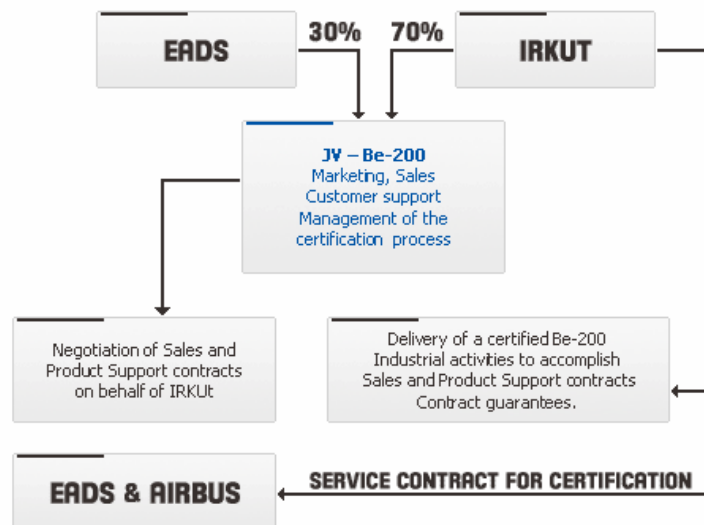 EADS
30%
70%
IRKUT
JV – Be-200
Marketing, Sales
Customer support
Management of the
certification process
Negotiation of Sales and
Product Support contracts
on behalf of IRKUt
Delivery of a certified Be-200
Industrial activities to accomplish
Sales and Product Support contracts
Contract guarantees.
EADS & AIRBUS
SERVICE CONTRACT FOR CERTIFICATION